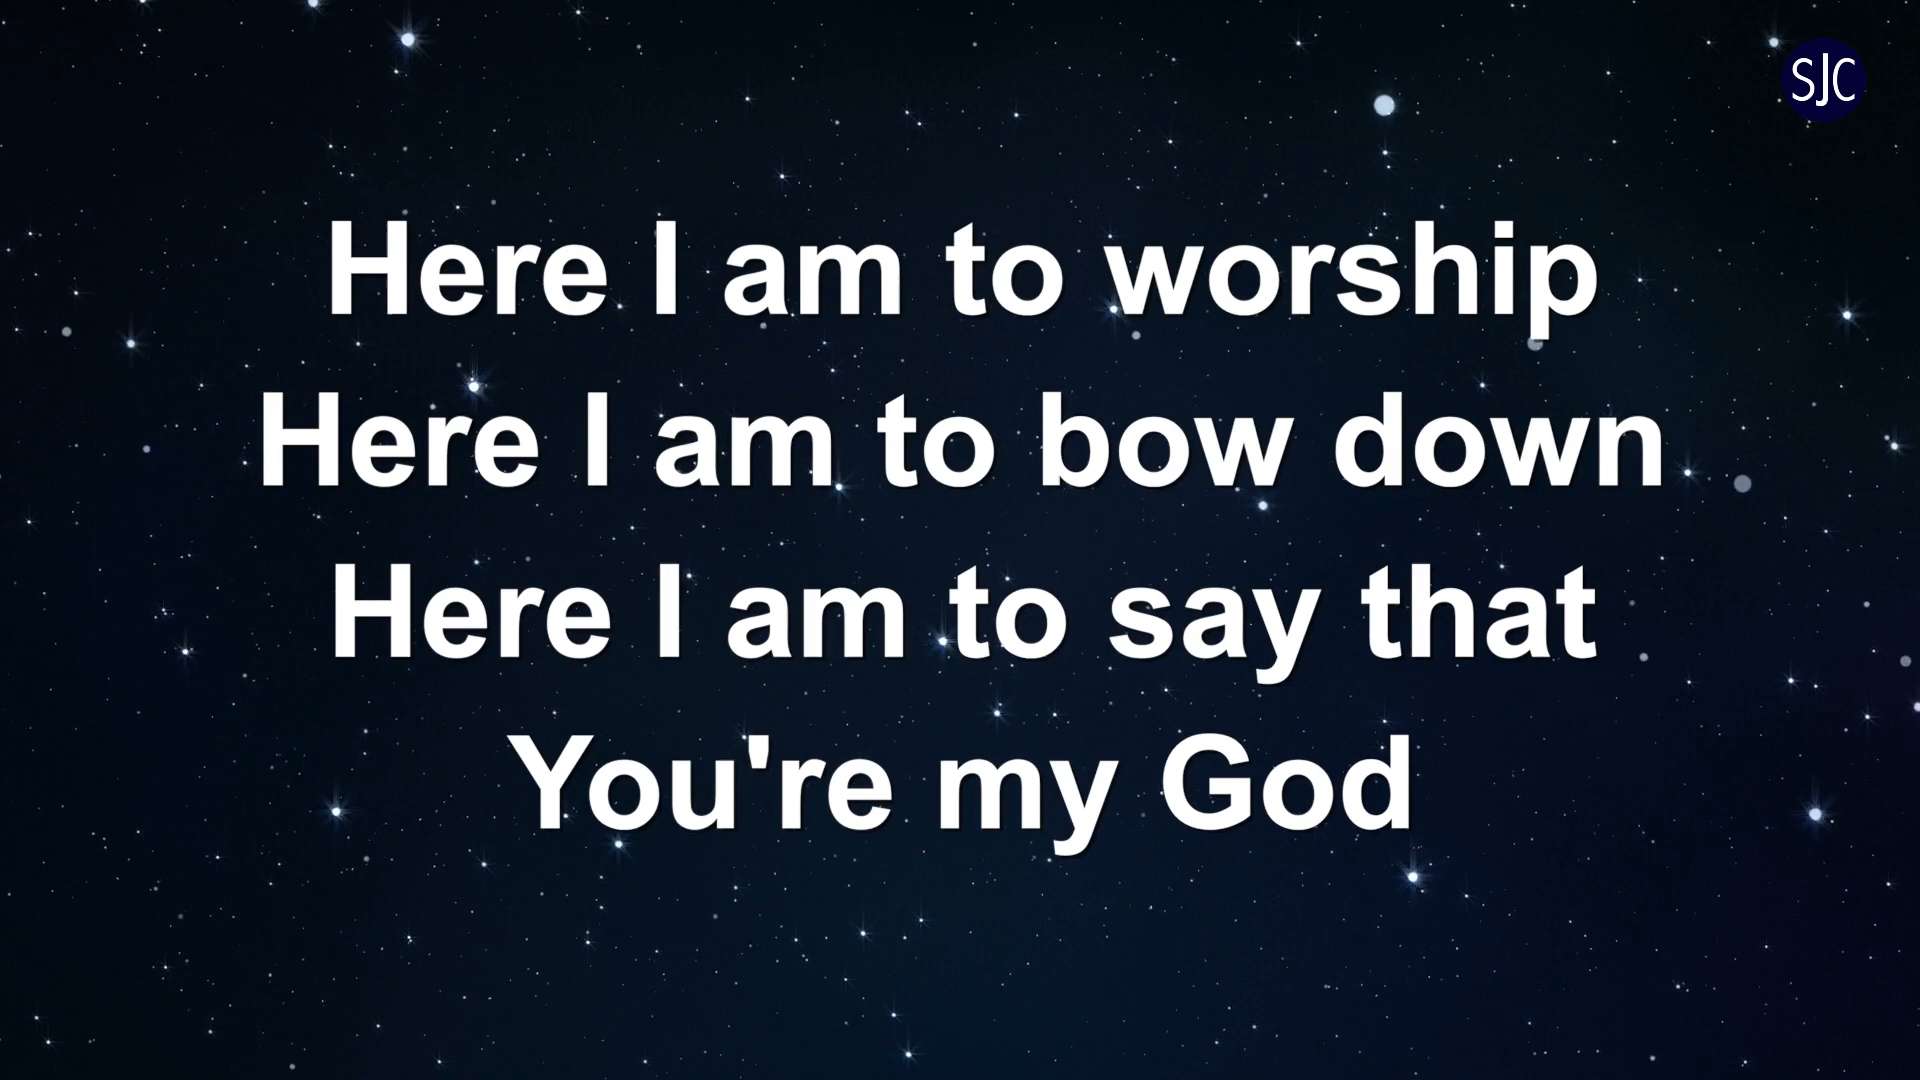 SJC
Here I am to worship
Here I am to bow down
Here I am to say that
You're my God